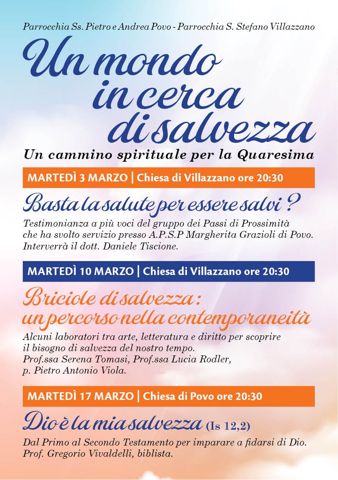 Parrocchia Ss. Pietro e Andrea Povo - Parrocchia S. Stefano Villazzano
Un mondo
in cerca
di salvezza
Un cammino spirituale per la Quaresima
MARTEDÌ 3 MARZO | Chiesa di Villazzano ore 20:30
Basta la salute per essere salvi ?
Testimonianza a più voci del gruppo dei Passi di Prossimità
che ha svolto servizio presso A.P.S.P Margherita Grazioli di Povo.
Interverrà il dott. Daniele Tiscione.
MARTEDÌ 10 MARZO | Chiesa di Villazzano ore 20:30
Briciole di salvezza:
un percorso nella contemporaneità
Alcuni laboratori tra arte, letteratura e diritto per scoprire
il bisogno di salvezza del nostro tempo.
Prof.ssa Serena Tomasi, Prof.ssa Lucia Rodler,
p. Pietro Antonio Viola.
MARTEDÌ 17 MARZO | Chiesa di Povo ore 20:30
Dio è la mia salvezza (Is 12,2)
Dal Primo al Secondo Testamento per imparare a fidarsi di Dio.
Prof. Gregorio Vivaldelli, biblista.